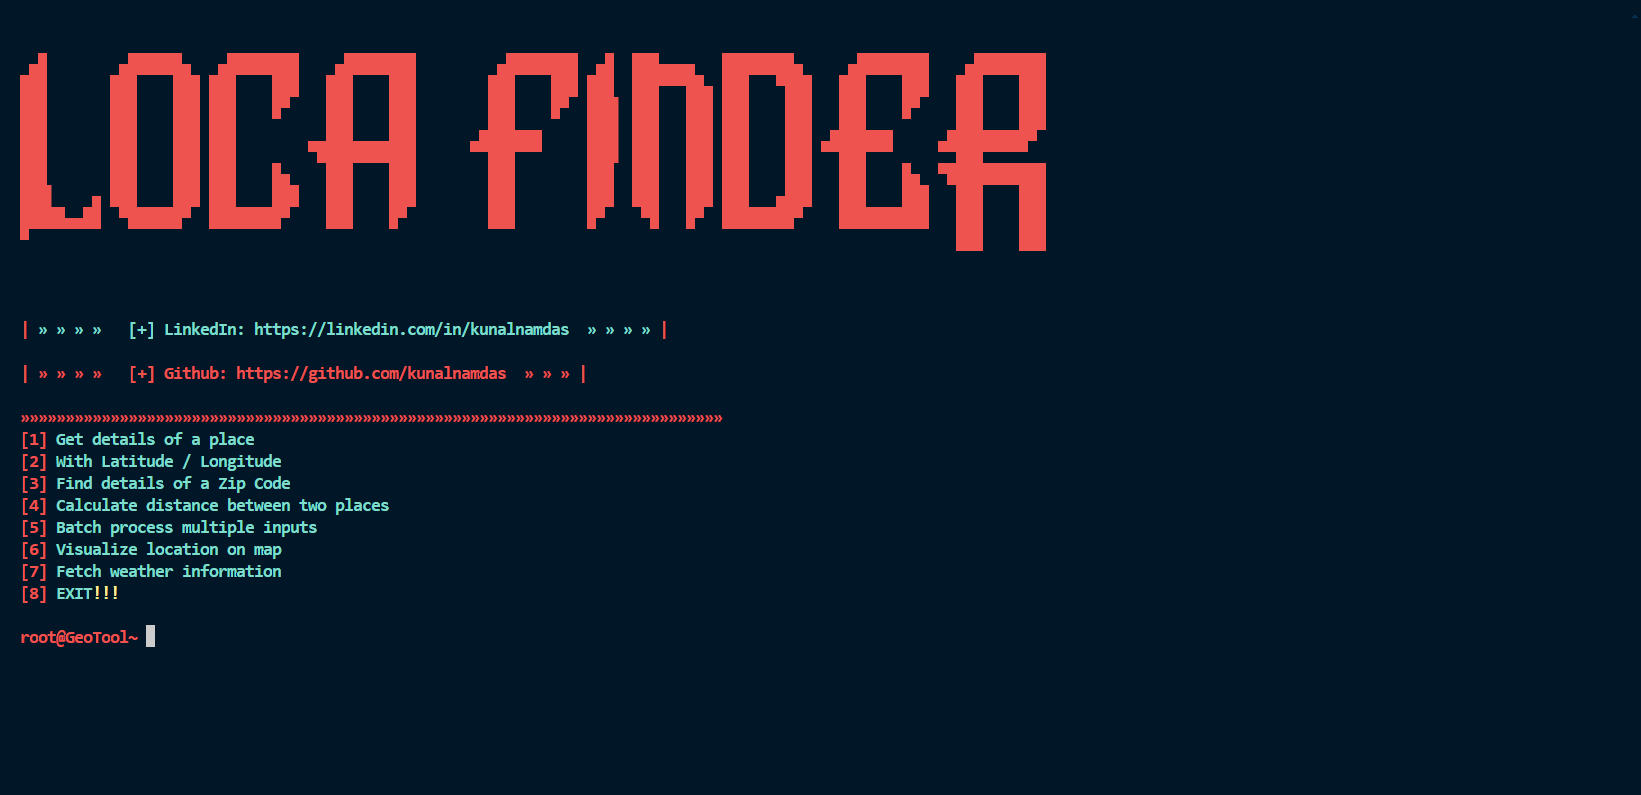 LOCA FINDER
| » » » »   [+] LinkedIn: https://linkedin.com/in/kunalnamdas  » » » » |
| » » » »   [+] Github: https://github.com/kunalnamdas  » » » |
»»»»»»»»»»»»»»»»»»»»»»»»»»»»»»»»»»»»»»»»»»»»»»»»»»»»»»»»»»»»»»»»»»»»»»»»»»»»»»
[1] Get details of a place
[2] With Latitude / Longitude
[3] Find details of a Zip Code
[4] Calculate distance between two places
[5] Batch process multiple inputs
[6] Visualize location on map
[7] Fetch weather information
[8] EXIT!!!
root@GeoTool~